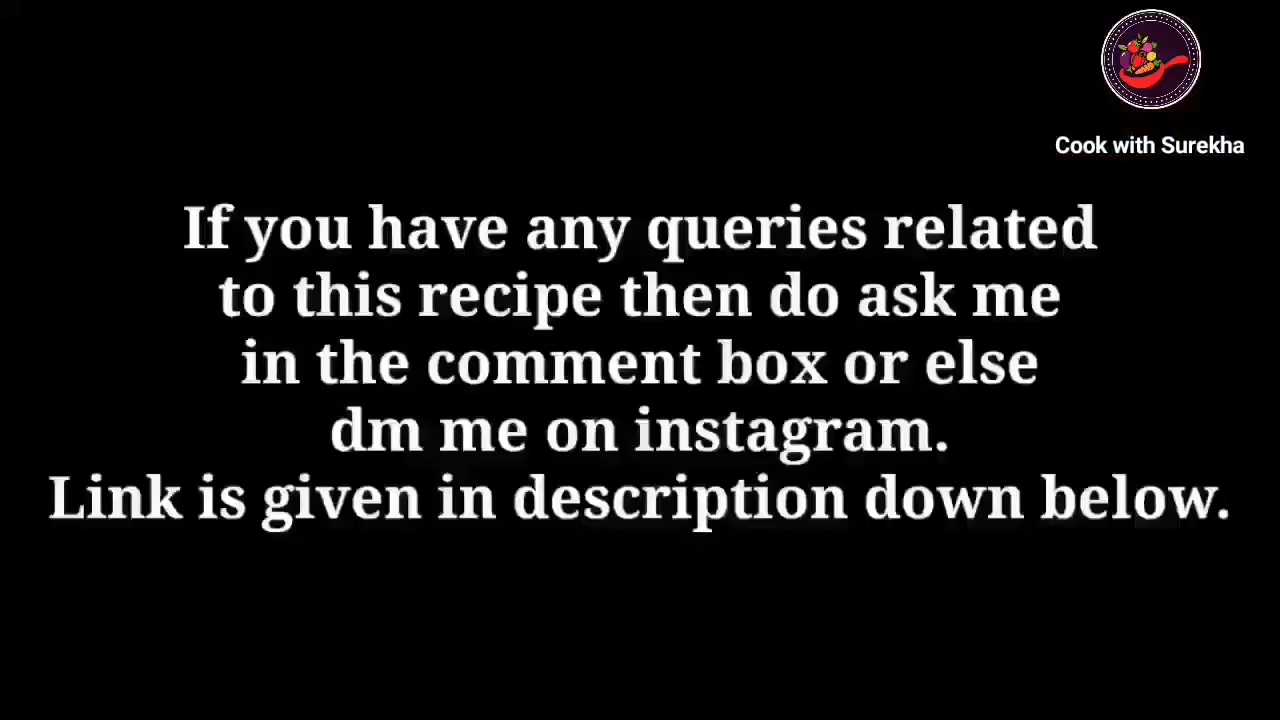 Cook with Surekha
If you have any queries related
to this recipe then do ask me
in the comment box or else
dm me on instagram.
Link is given in description down below.